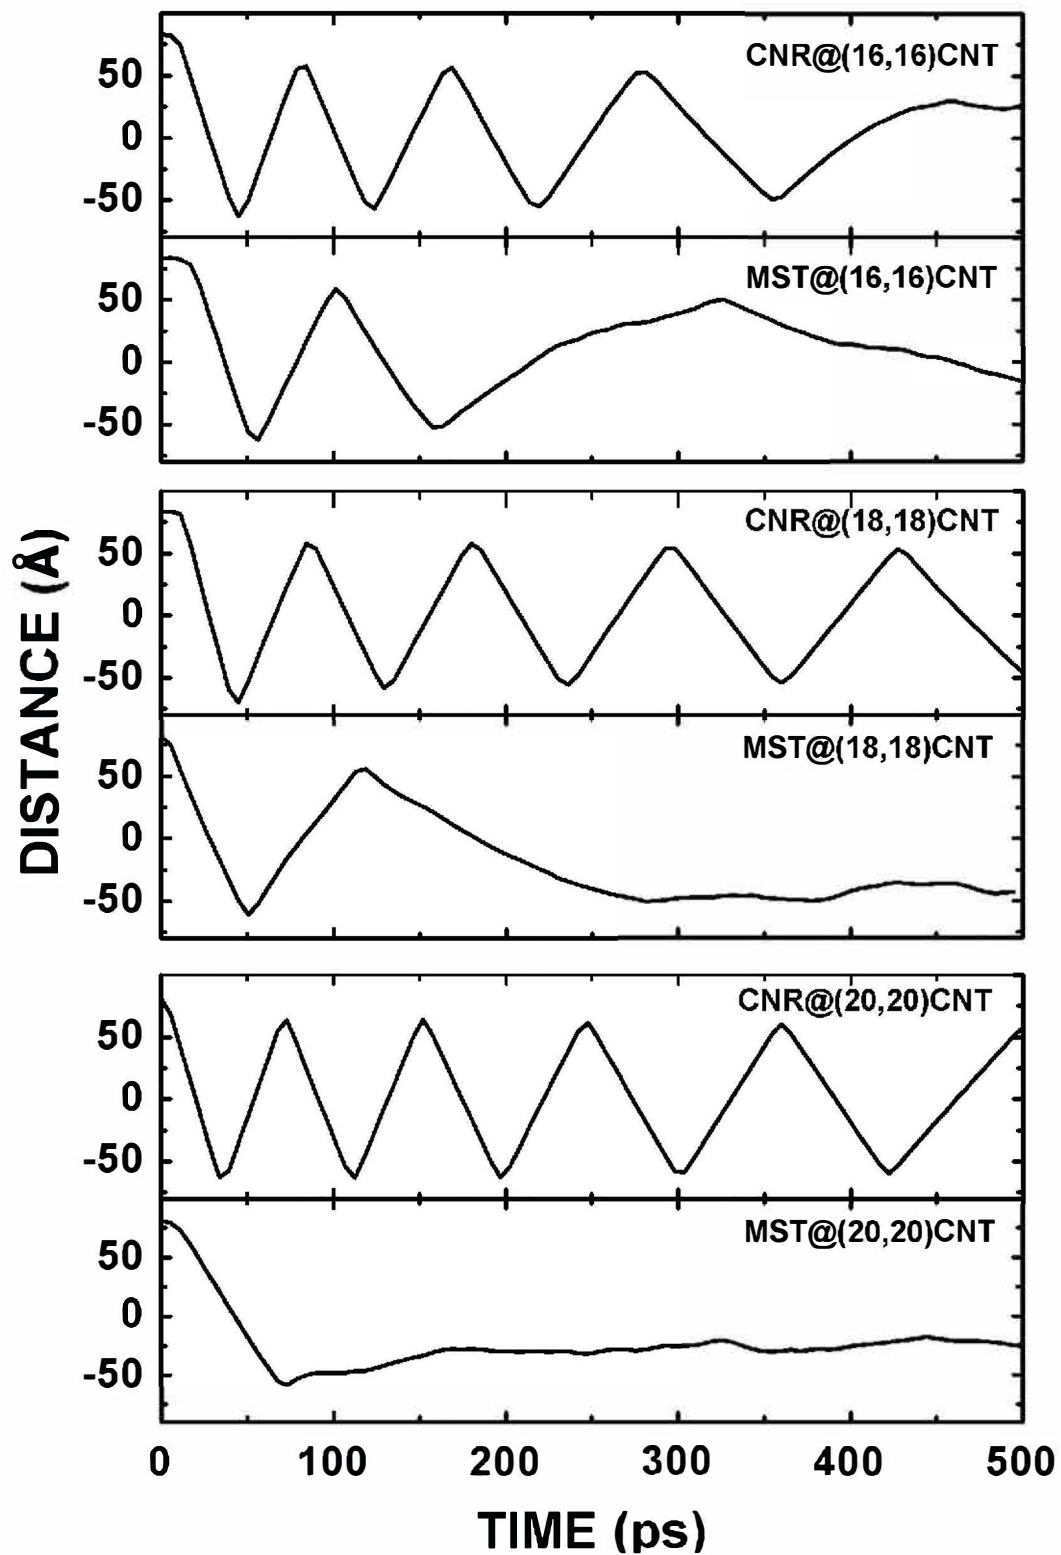 CNR@(16,16)CNT
50
0
-50
MST@(16,16)CNT
50
0
-50
CNR@(18,18)CNT
50
0
-50
MST@(18,18)CNT
50
0
-50
CNR@(20,20)CNT
50
0
-50
MST@(20,20)CNT
50
0
-50
DISTANCE (Å)
0 100 200 300 400 500
TIME (ps)